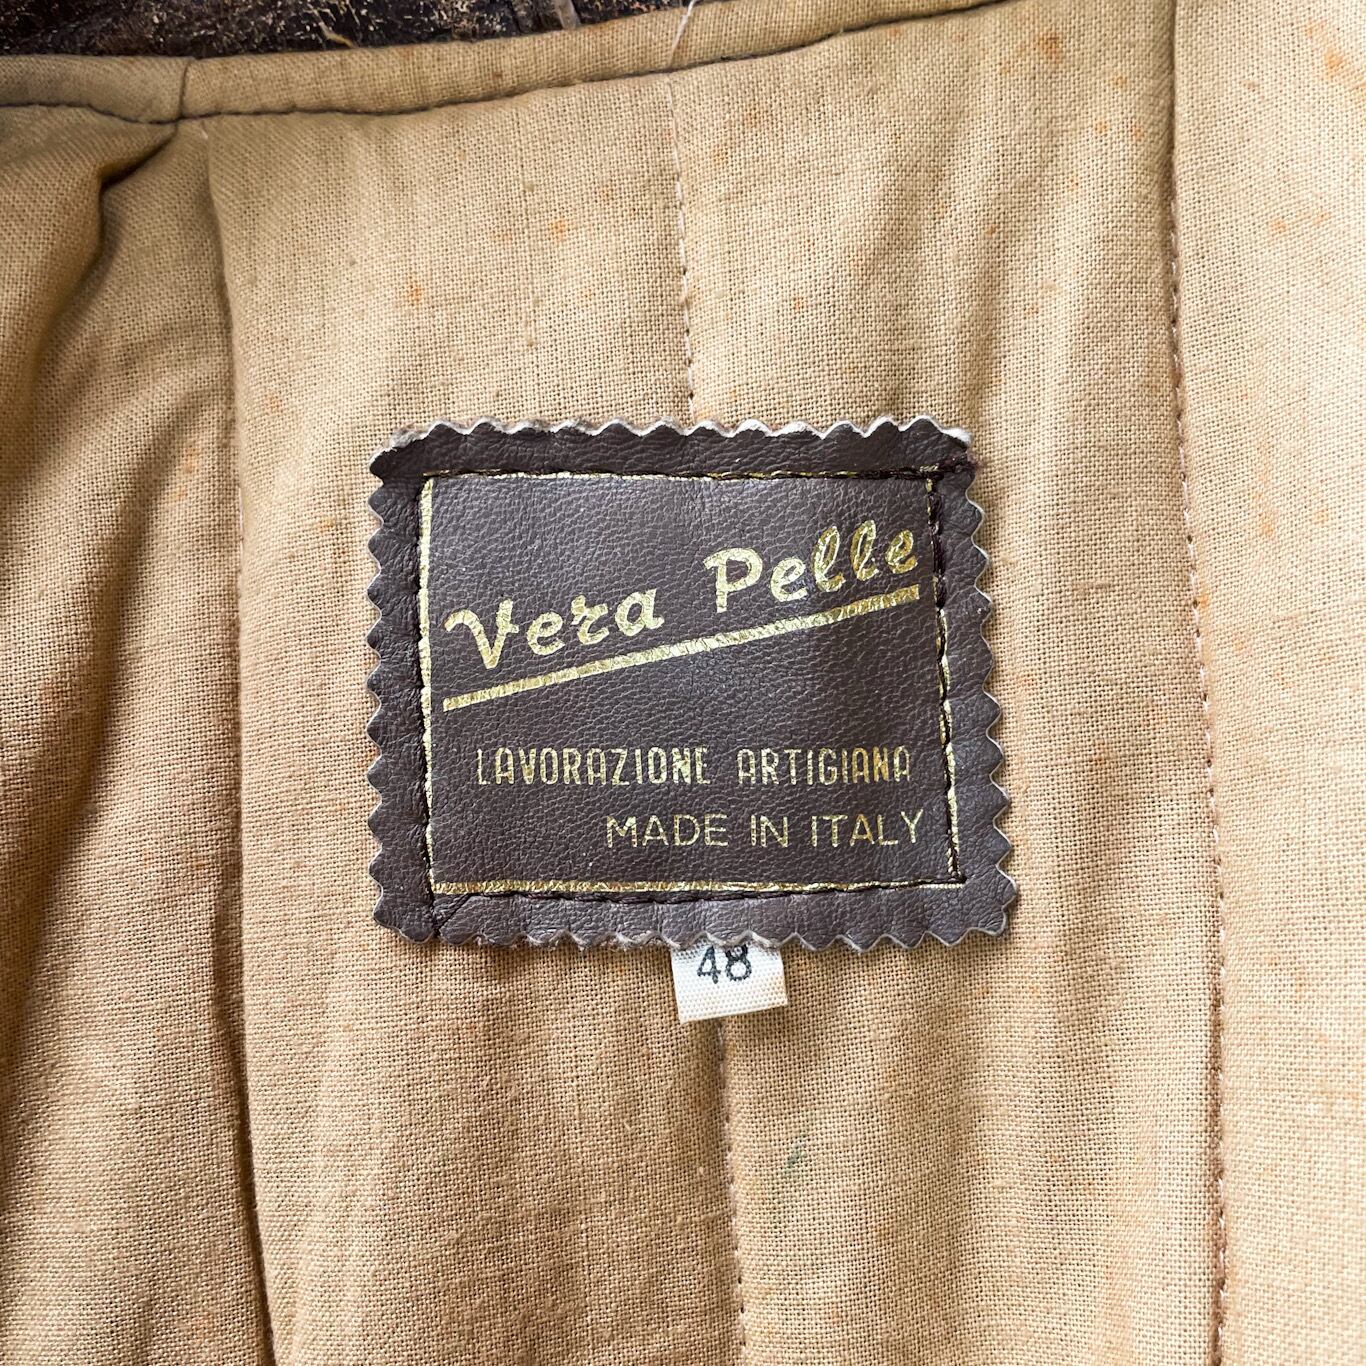 Vera Pelle
LAVORAZIONE ARTIGIANA
MADE IN ITALY
48